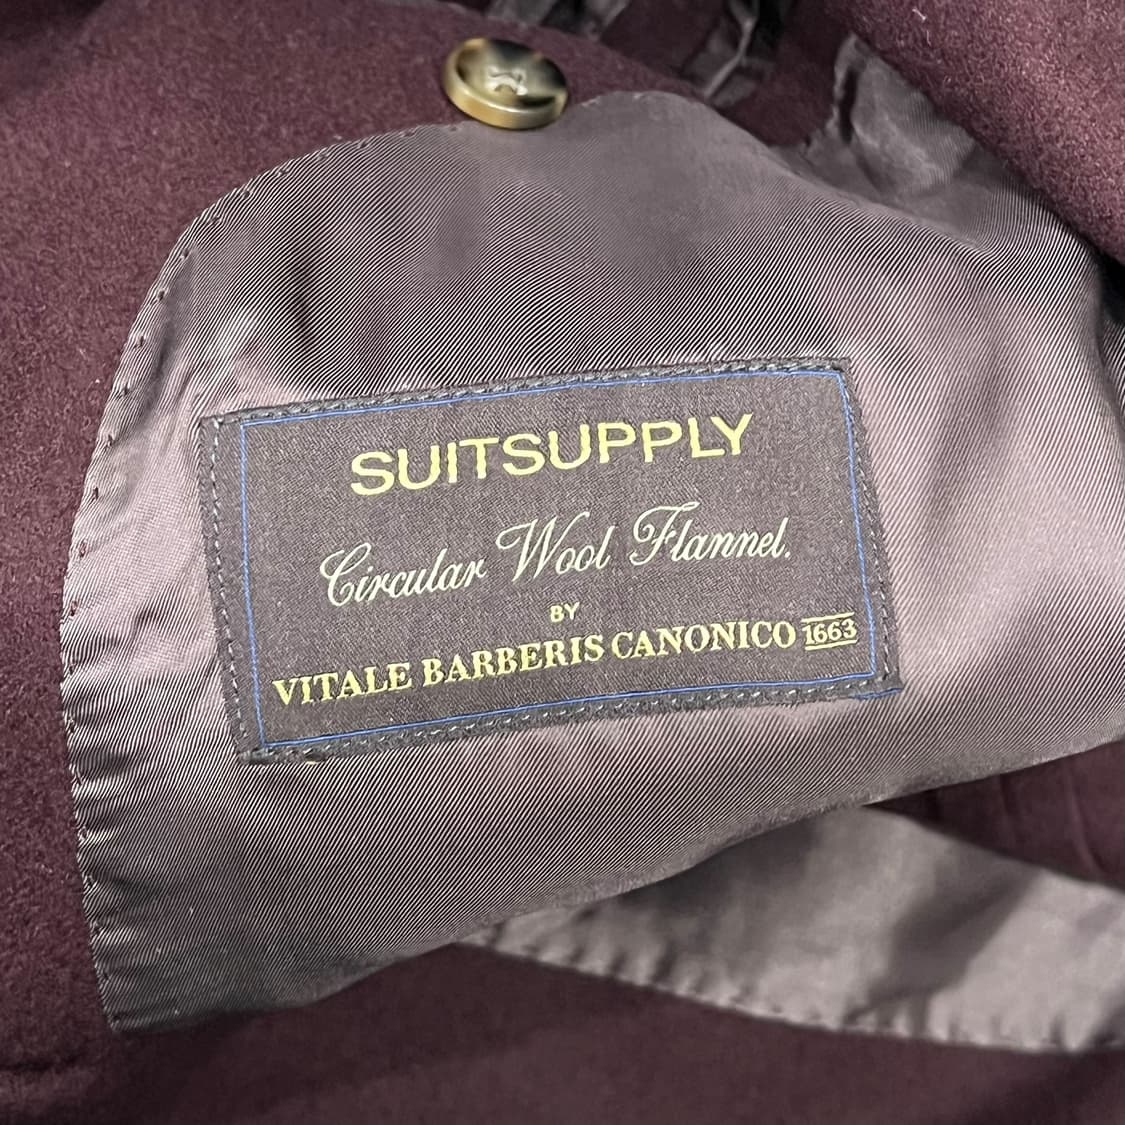 SUITSUPPLY
Circular Wool Flannel.
BY
VITALE BARBERIS CANONICO 1663